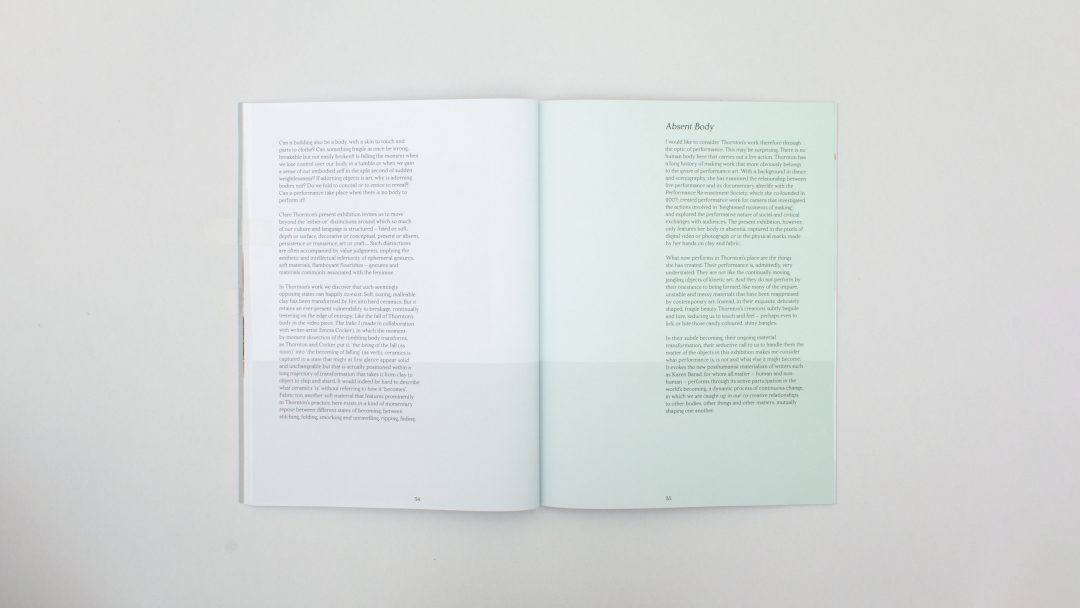 Can a building also be a body, with a skin to touch and
parts to clothe? Can something fragile at once be strong,
breakable but not easily broken? Is falling the moment when
we lose control over our body in a tumble or when we gain
a sense of our embodied self in the split second of sudden
weightlessness? If adorning objects is art, why is adorning
bodies not? Do we fold to conceal or to entice to reveal?
Can a performance take place when there is no body to
perform it?
Clare Thornton's present exhibition invites us to move
beyond the 'either-or' distinctions around which so much
of our culture and language is structured – hard or soft,
depth or surface, decorative or conceptual, present or absent,
persistence or transience, art or craft... Such distinctions
are often accompanied by value judgments, implying the
aesthetic and intellectual inferiority of ephemeral gestures,
soft materials, flamboyant flourishes – gestures and
materials commonly associated with the feminine.
In Thornton's work we discover that such seemingly
opposing states can happily co-exist. Soft, oozing, malleable
clay has been transformed by fire into hard ceramics. But it
retains an ever-present vulnerability to breakage, continually
teetering on the edge of entropy. Like the fall of Thornton's
body in the video piece, The Italic I (made in collaboration
with writer-artist Emma Cocker), in which the moment-
by-moment dissection of the tumbling body transforms,
as Thornton and Cocker put it, 'the being of the fall (as
noun)' into 'the becoming of falling' (as verb), ceramics is
captured in a state that might at first glance appear solid
and unchangeable but that is actually positioned within a
long trajectory of transformation that takes it from clay to
object to chip and shard. It would indeed be hard to describe
what ceramics 'is' without referring to how it 'becomes'.
Fabric too, another soft material that features prominently
in Thornton's practice, here exists in a kind of momentary
repose between different states of becoming, between
stitching, folding, smocking and unravelling, ripping, fading.
34
Absent Body
I would like to consider Thornton's work therefore through
the optic of performance. This may be surprising. There is no
human body here that carries out a live action. Thornton has
a long history of making work that more obviously belongs
to the genre of performance art. With a background in dance
and scenography, she has examined the relationship between
live performance and its documentary afterlife with the
Performance Re-enactment Society, which she co-founded in
2007; created performance work for camera that investigated
the actions involved in 'heightened moments of making';
and explored the performative nature of social and critical
exchanges with audiences. The present exhibition, however,
only features her body in absentia, captured in the pixels of
digital video or photograph or in the physical marks made
by her hands on clay and fabric.
What now performs in Thornton's place are the things
she has created. Their performance is, admittedly, very
understated. They are not like the continually moving,
jangling objects of kinetic art. And they do not perform by
their resistance to being formed, like many of the impure,
unstable and messy materials that have been reappraised
by contemporary art. Instead, in their exquisite, delicately
shaped, fragile beauty, Thornton's creations subtly beguile
and lure, seducing us to touch and feel – perhaps even to
lick or bite those candy-coloured, shiny bangles.
In their subtle becoming, their ongoing material
transformation, their seductive call to us to handle them the
matter of the objects in this exhibition makes me consider
what performance is, is not and what else it might become.
It evokes the new posthumanist materialism of writers such
as Karen Barad, for whom all matter – human and non-
human – performs through its active participation in the
world's becoming, a dynamic process of continuous change,
in which we are caught up in our co-creative relationships
to other bodies, other things and other matters, mutually
shaping one another.
35